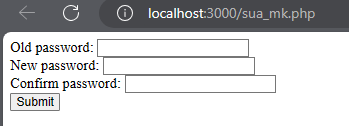 localhost:3000/sua_mk.php
Old password:
New password:
Confirm password:
Submit